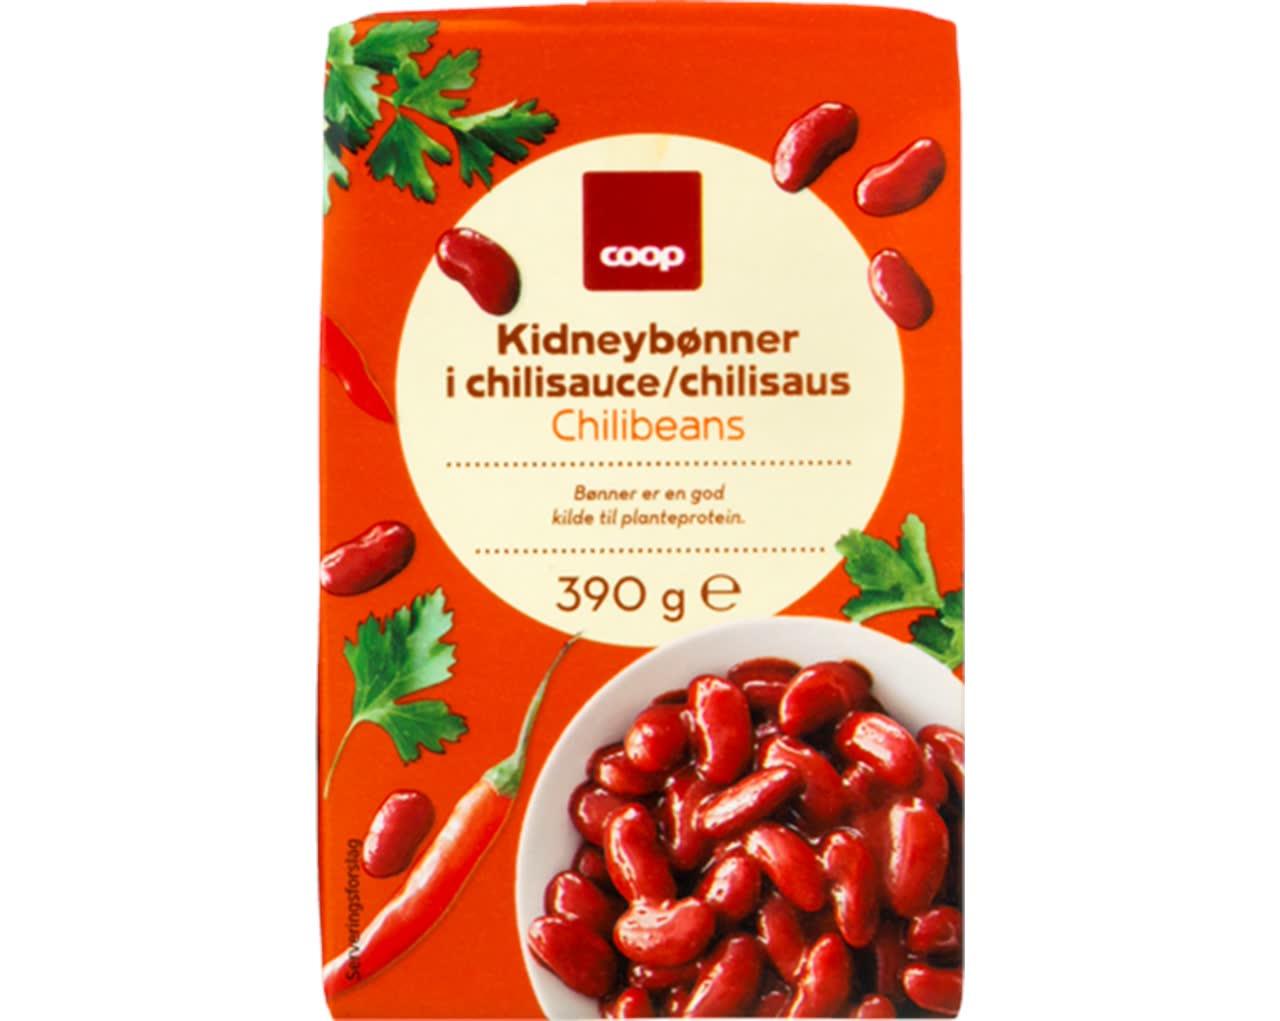 coop
Kidneybønner
i chilisauce/chilisaus
Chilibeans
Bønner er en god
kilde til planteprotein.
390 g ℮
Serveringsforslag